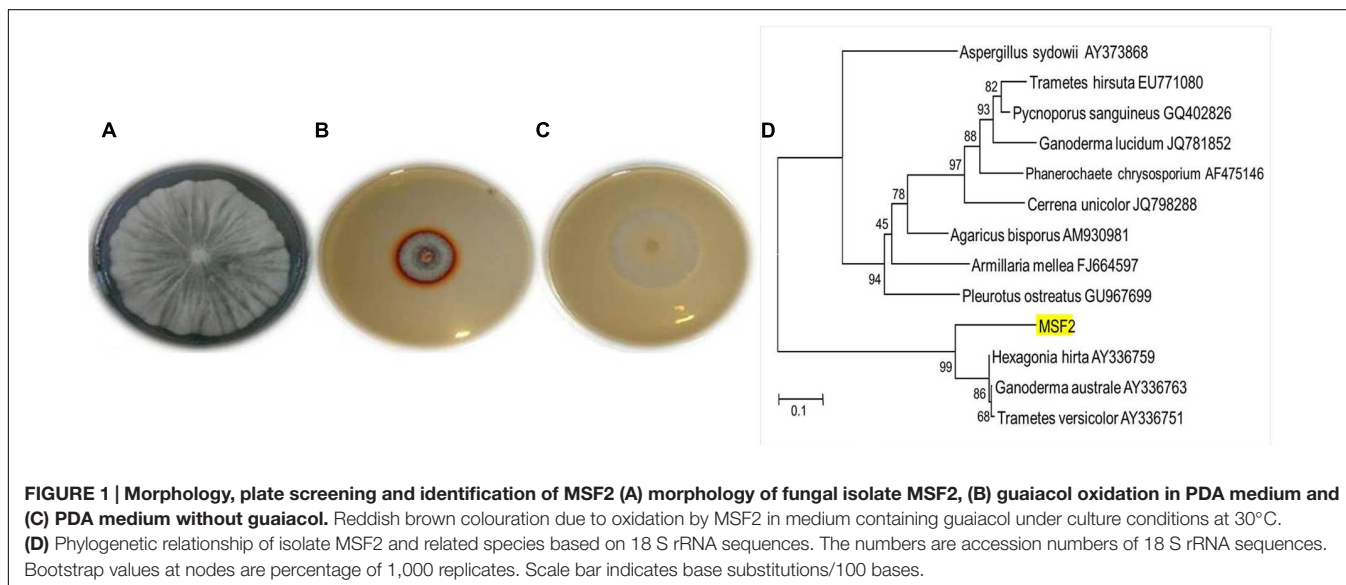 A
B
C
D
Aspergillus sydowii AY373868
82
Trametes hirsuta EU771080
93
Pycnoporus sanguineus GQ402826
88
Ganoderma lucidum JQ781852
97
Phanerochaete chrysosporium AF475146
Cerrena unicolor JQ798288
78
Agaricus bisporus AM930981
45
Armillaria mellea FJ664597
94
Pleurotus ostreatus GU967699
MSF2
99
Hexagonia hirta AY336759
86
Ganoderma australe AY336763
68
Trametes versicolor AY336751
0.1
FIGURE 1 | Morphology, plate screening and identification of MSF2 (A) morphology of fungal isolate MSF2, (B) guaiacol oxidation in PDA medium and
(C) PDA medium without guaiacol. Reddish brown colouration due to oxidation by MSF2 in medium containing guaiacol under culture conditions at 30°C.
(D) Phylogenetic relationship of isolate MSF2 and related species based on 18 S rRNA sequences. The numbers are accession numbers of 18 S rRNA sequences.
Bootstrap values at nodes are percentage of 1,000 replicates. Scale bar indicates base substitutions/100 bases.